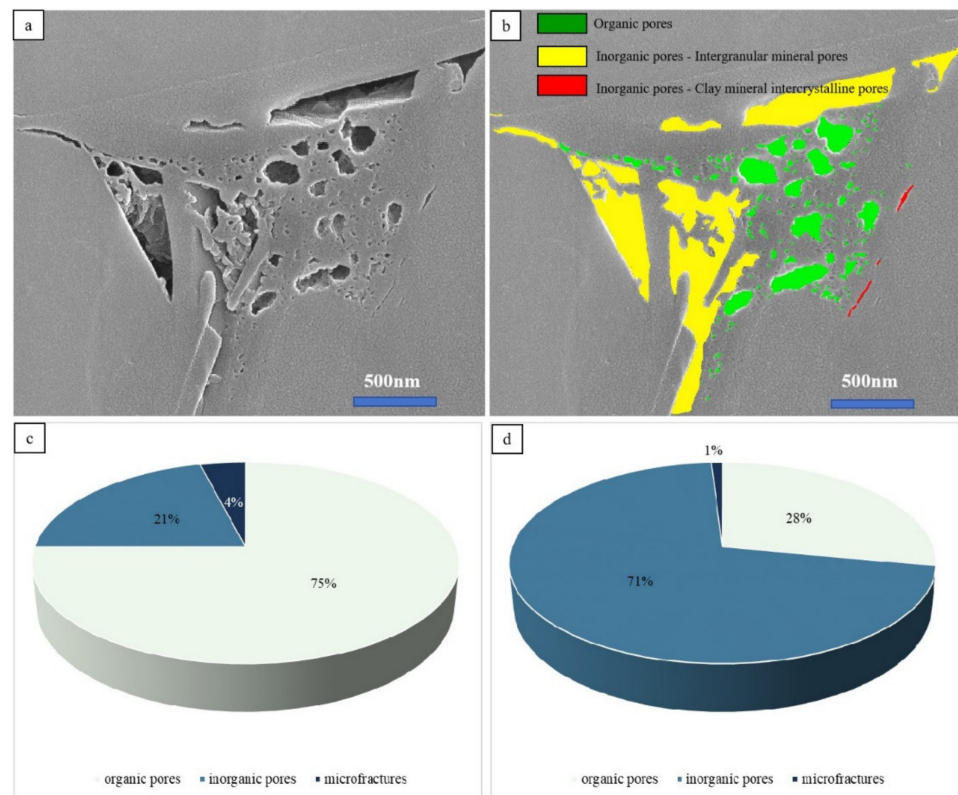 a
500nm
b
Organic pores
Inorganic pores - Intergranular mineral pores
Inorganic pores - Clay mineral intercrystalline pores
500nm
c
4%
21%
75%
organic pores inorganic pores microfractures
d
1%
28%
71%
organic pores inorganic pores microfractures